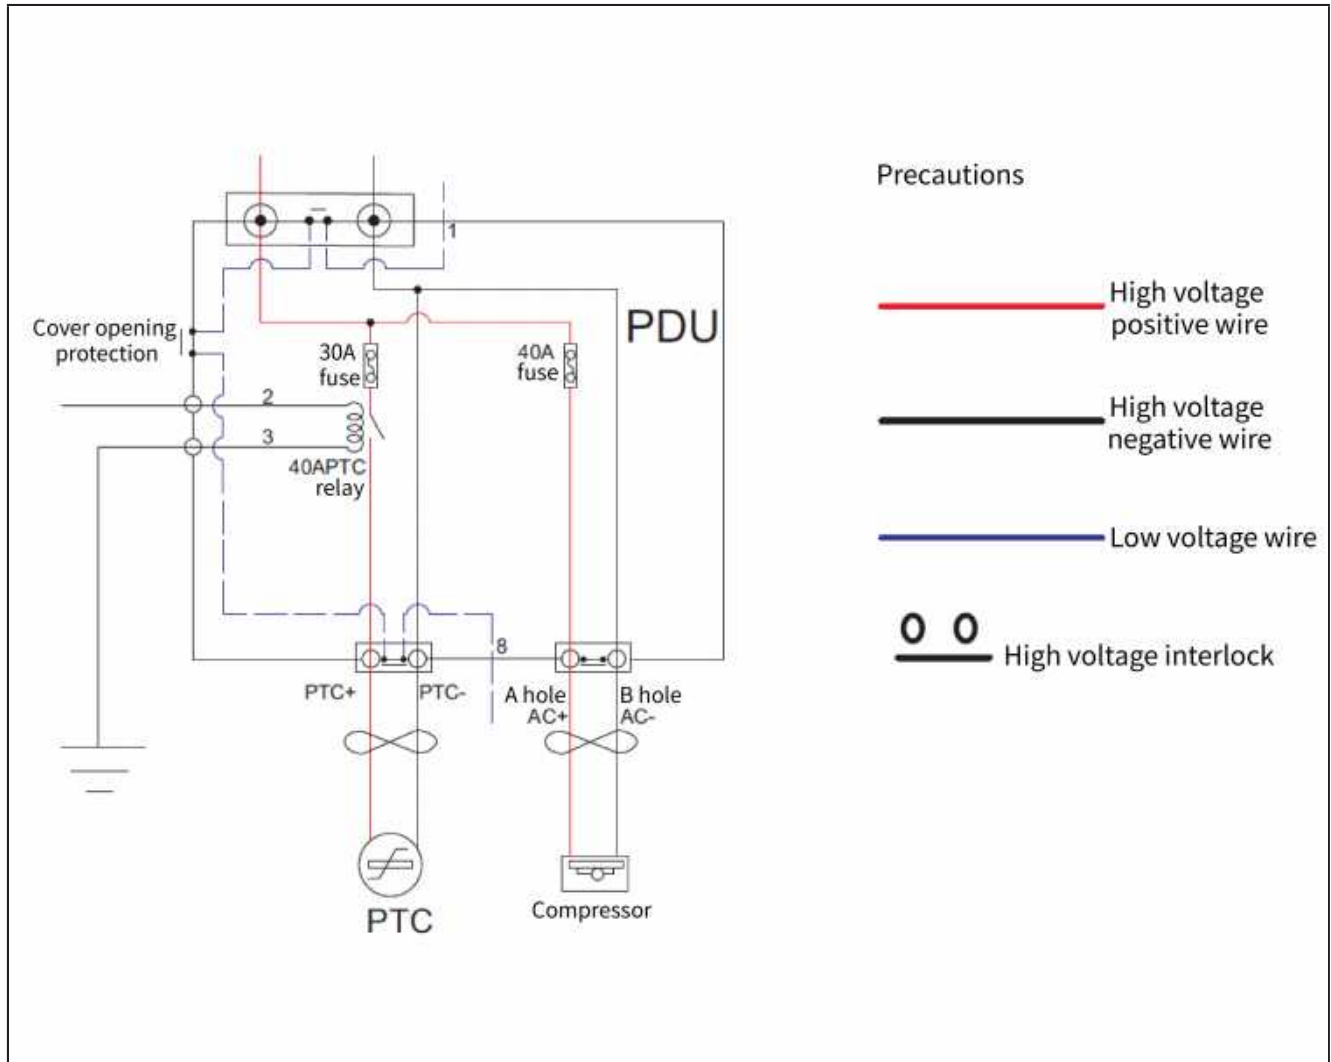 Precautions
1
High voltage
positive wire
PDU
Cover opening
protection
30A
fuse
40A
fuse
2
3
40APTC
relay
High voltage
negative wire
Low voltage wire
High voltage interlock
8
PTC+
PTC-
A hole
AC+
B hole
AC-
PTC
Compressor